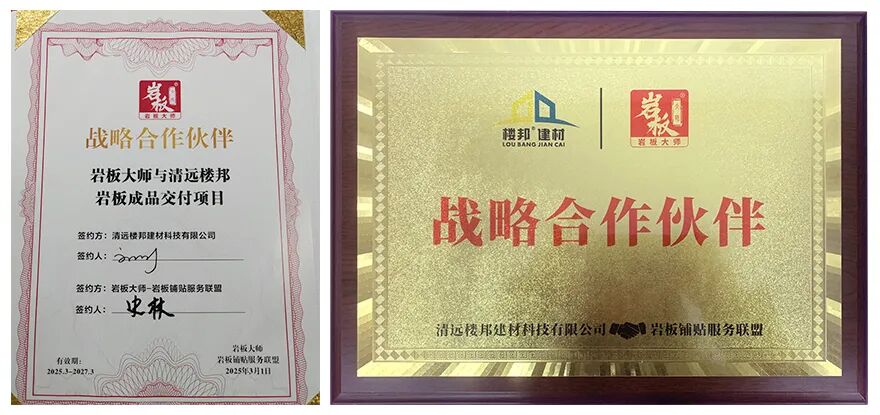 岩板
大师
岩板大师
战略合作伙伴
岩板大师与清远楼邦
岩板成品交付项目
签约方：清远楼邦建材科技有限公司
签约人：
签约方：岩板大师-岩板铺贴服务联盟
签约人：史林
有效期：
2025.3-2027.3
岩板大师
岩板铺贴服务联盟
2025年3月1日
楼邦®建材
LOU BANG JIAN CAI
岩板
大师
®
岩板大师
战略合作伙伴
清远楼邦建材科技有限公司 岩板铺贴服务联盟